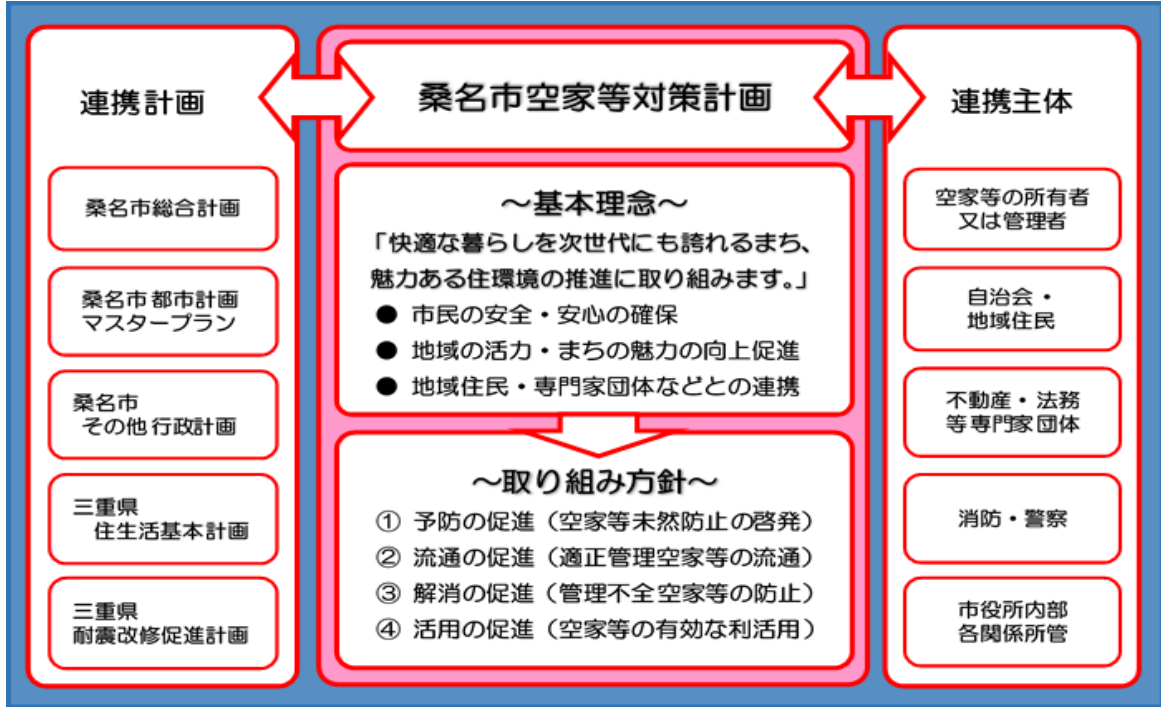 連携計画
桑名市総合計画
桑名市都市計画
マスタープラン
桑名市
その他行政計画
三重県
住生活基本計画
三重県
耐震改修促進計画
桑名市空家等対策計画
～基本理念～
「快適な暮らしを次世代にも誇れるまち、
魅力ある住環境の推進に取り組みます。」
● 市民の安全・安心の確保
● 地域の活力・まちの魅力の向上促進
● 地域住民・専門家団体などとの連携
～取り組み方針～
① 予防の促進（空家等未然防止の啓発）
② 流通の促進（適正管理空家等の流通）
③ 解消の促進（管理不全空家等の防止）
④ 活用の促進（空家等の有効な利活用）
連携主体
空家等の所有者
又は管理者
自治会・
地域住民
不動産・法務
等専門家団体
消防・警察
市役所内部
各関係所管